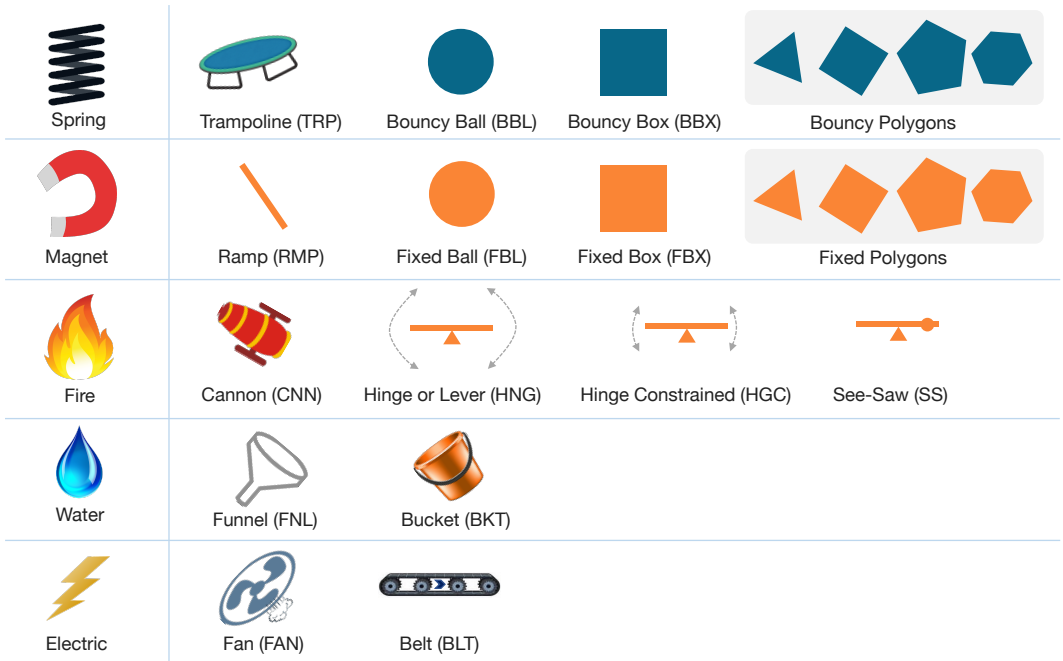 Spring
Trampoline (TRP)
Bouncy Ball (BBL)
Bouncy Box (BBX)
Bouncy Polygons
Magnet
Ramp (RMP)
Fixed Ball (FBL)
Fixed Box (FBX)
Fixed Polygons
Fire
Cannon (CNN)
Hinge or Lever (HNG)
Hinge Constrained (HGC)
See-Saw (SS)
Water
Funnel (FNL)
Bucket (BKT)
Electric
Fan (FAN)
Belt (BLT)